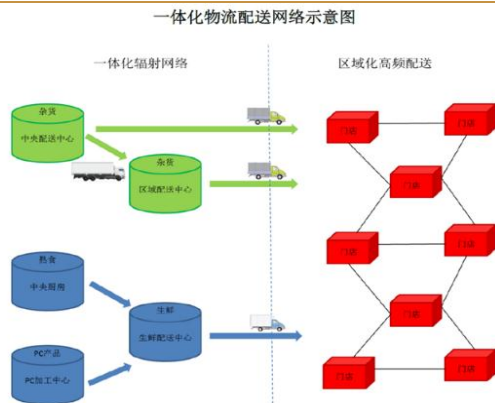 一体化物流配送网络示意图
一体化辐射网络
区域化高频配送
杂货
中央配送中心
杂货
区域配送中心
熟食
中央厨房
生鲜
生鲜配送中心
PC产品
PC加工中心
门店
门店
门店
门店
门店
门店
门店
门店